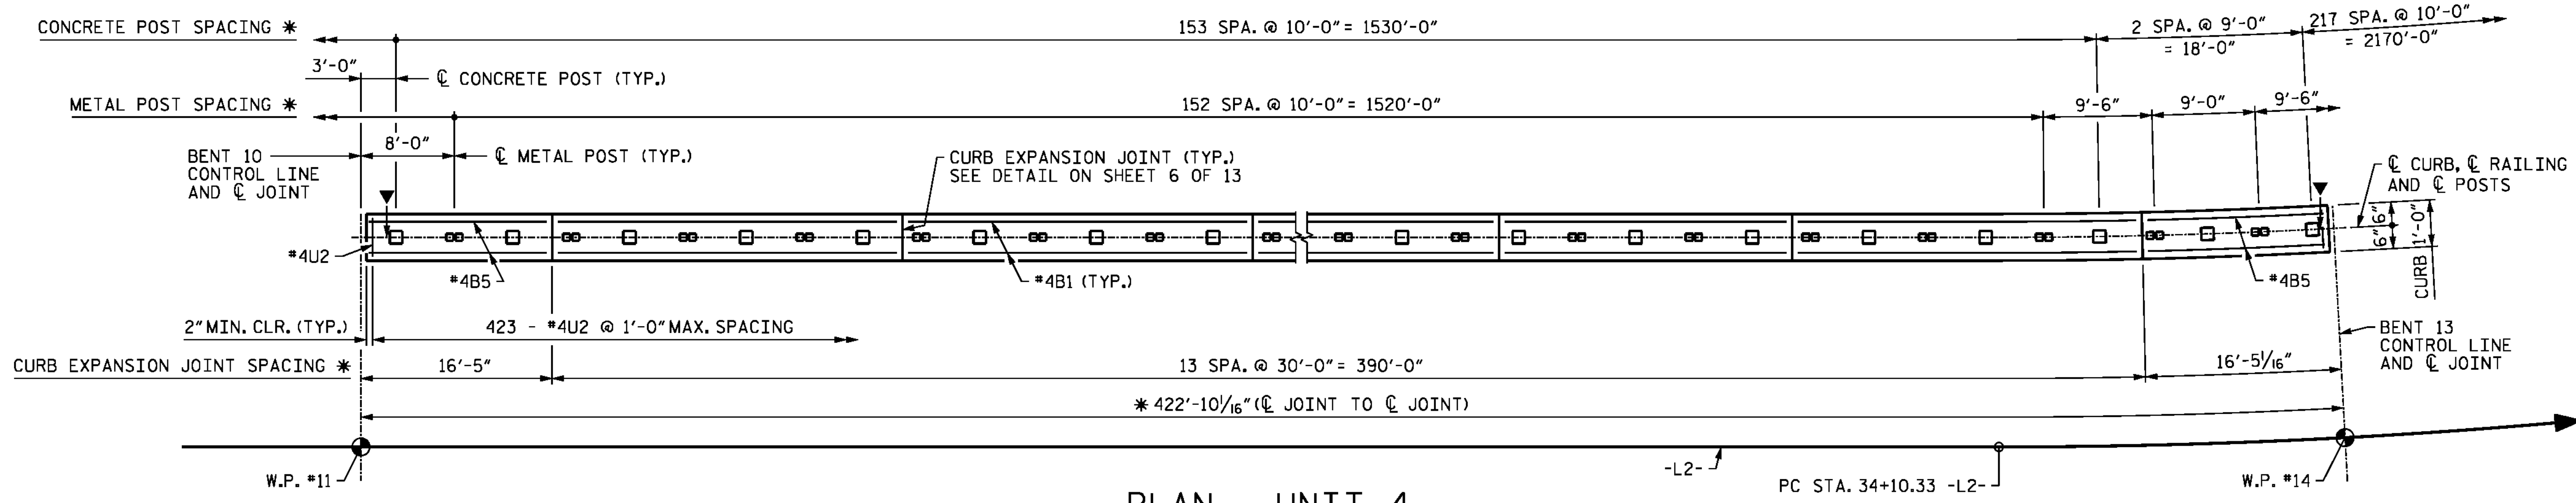 CONCRETE POST SPACING *
153 SPA. @ 10'-0" = 1530'-0"
2 SPA. @ 9'-0"
= 18'-0"
217 SPA. @ 10'-0"
= 2170'-0"
3'-0"
℄ CONCRETE POST (TYP.)
METAL POST SPACING *
152 SPA. @ 10'-0" = 1520'-0"
9'-6"
9'-0"
9'-6"
8'-0"
℄ METAL POST (TYP.)
BENT 10
CONTROL LINE
AND ℄ JOINT
CURB EXPANSION JOINT (TYP.)
SEE DETAIL ON SHEET 6 OF 13
℄ CURB, ℄ RAILING
AND ℄ POSTS
6"
6"
1'-0"
CURB
#4U2
#4B5
#4B1 (TYP.)
#4B5
2" MIN. CLR. (TYP.)
423 - #4U2 @ 1'-0" MAX. SPACING
BENT 13
CONTROL LINE
AND ℄ JOINT
CURB EXPANSION JOINT SPACING *
16'-5"
13 SPA. @ 30'-0" = 390'-0"
16'-5 1/16"
* 422'-10 1/16" (℄ JOINT TO ℄ JOINT)
W.P. #11
-L2-
PC STA. 34+10.33 -L2-
W.P. #14
PLAN - UNIT 4